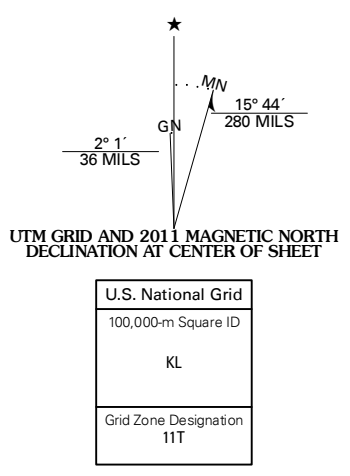 ★
MN
15° 44´
280 MILS
GN
2° 1´
36 MILS
UTM GRID AND 2011 MAGNETIC NORTH
DECLINATION AT CENTER OF SHEET
U.S. National Grid
100,000-m Square ID
KL
Grid Zone Designation
11T